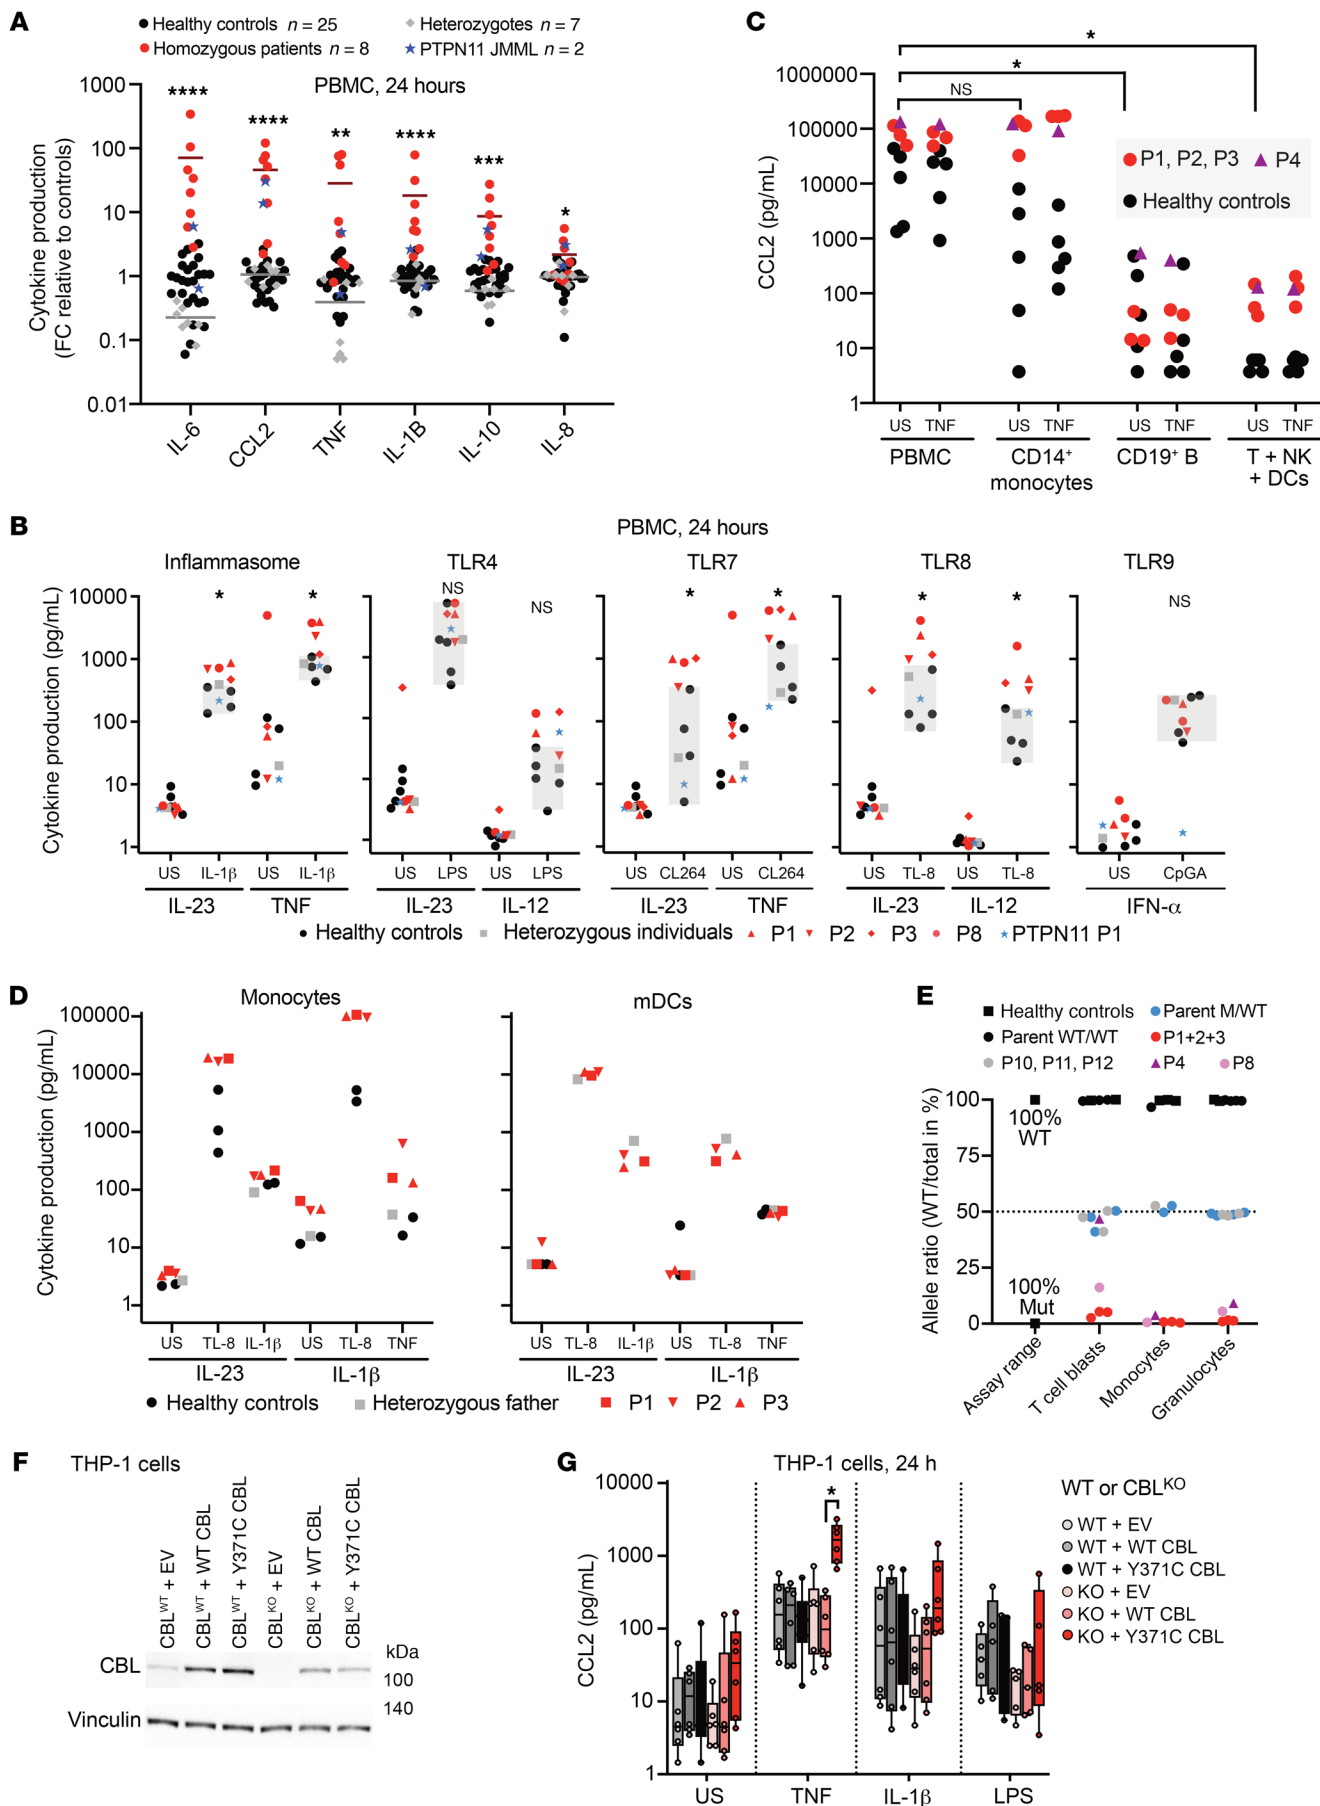 A
Healthy controls n = 25
Heterozygotes n = 7
Homozygous patients n = 8
PTPN11 JMML n = 2
PBMC, 24 hours
Cytokine production
(FC relative to controls)
1000
100
10
1
0.1
0.01
**** **** ** **** *** *
IL-6 CCL2 TNF IL-1B IL-10 IL-8
C
*
*
NS
CCL2 (pg/mL)
1000000
100000
10000
1000
100
10
1
P1, P2, P3 P4
Healthy controls
US TNF US TNF US TNF US TNF
PBMC CD14+ monocytes CD19+ B T + NK + DCs
B
PBMC, 24 hours
Inflammasome TLR4 TLR7 TLR8 TLR9
* * NS NS * * * * NS
Cytokine production (pg/mL)
10000
1000
100
10
1
US IL-1β US IL-1β US LPS US LPS US CL264 US CL264 US TL-8 US TL-8 US CpGA
IL-23 TNF IL-23 IL-12 IL-23 TNF IL-23 IL-12 IFN-α
Healthy controls Heterozygous individuals P1 P2 P3 P8 PTPN11 P1
D
Monocytes mDCs
Cytokine production (pg/mL)
100000
10000
1000
100
10
1
US TL-8 IL-1β US TL-8 TNF US TL-8 IL-1β US TL-8 TNF
IL-23 IL-1β IL-23 IL-1β
Healthy controls Heterozygous father P1 P2 P3
E
Healthy controls Parent M/WT
Parent WT/WT P1+2+3
P10, P11, P12 P4 P8
Allele ratio (WT/total in %)
100
75
50
25
0
100%
WT
100%
Mut
Assay range T cell blasts Monocytes Granulocytes
F
THP-1 cells
CBLWT + EV
CBLWT + WT CBL
CBLWT + Y371C CBL
CBLKO + EV
CBLKO + WT CBL
CBLKO + Y371C CBL
kDa
CBL
100
140
Vinculin
G
THP-1 cells, 24 h
CCL2 (pg/mL)
10000
1000
100
10
1
*
US TNF IL-1β LPS
WT or CBLKO
WT + EV
WT + WT CBL
WT + Y371C CBL
KO + EV
KO + WT CBL
KO + Y371C CBL